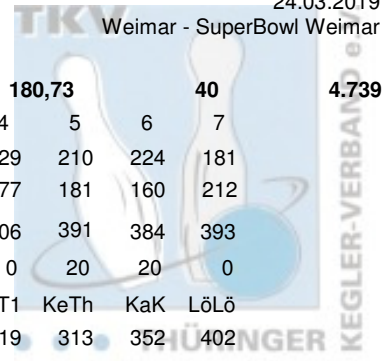 24.03.2019
TKV Weimar - SuperBowl Weimar
180,73 40 4.739
4 5 6 7
29 210 224 181
77 181 160 212
06 391 384 393
0 20 20 0
T1 KeTh KaK LöLö
19 313 352 402
THÜRINGER
KEGLER-VERBAND e.V.